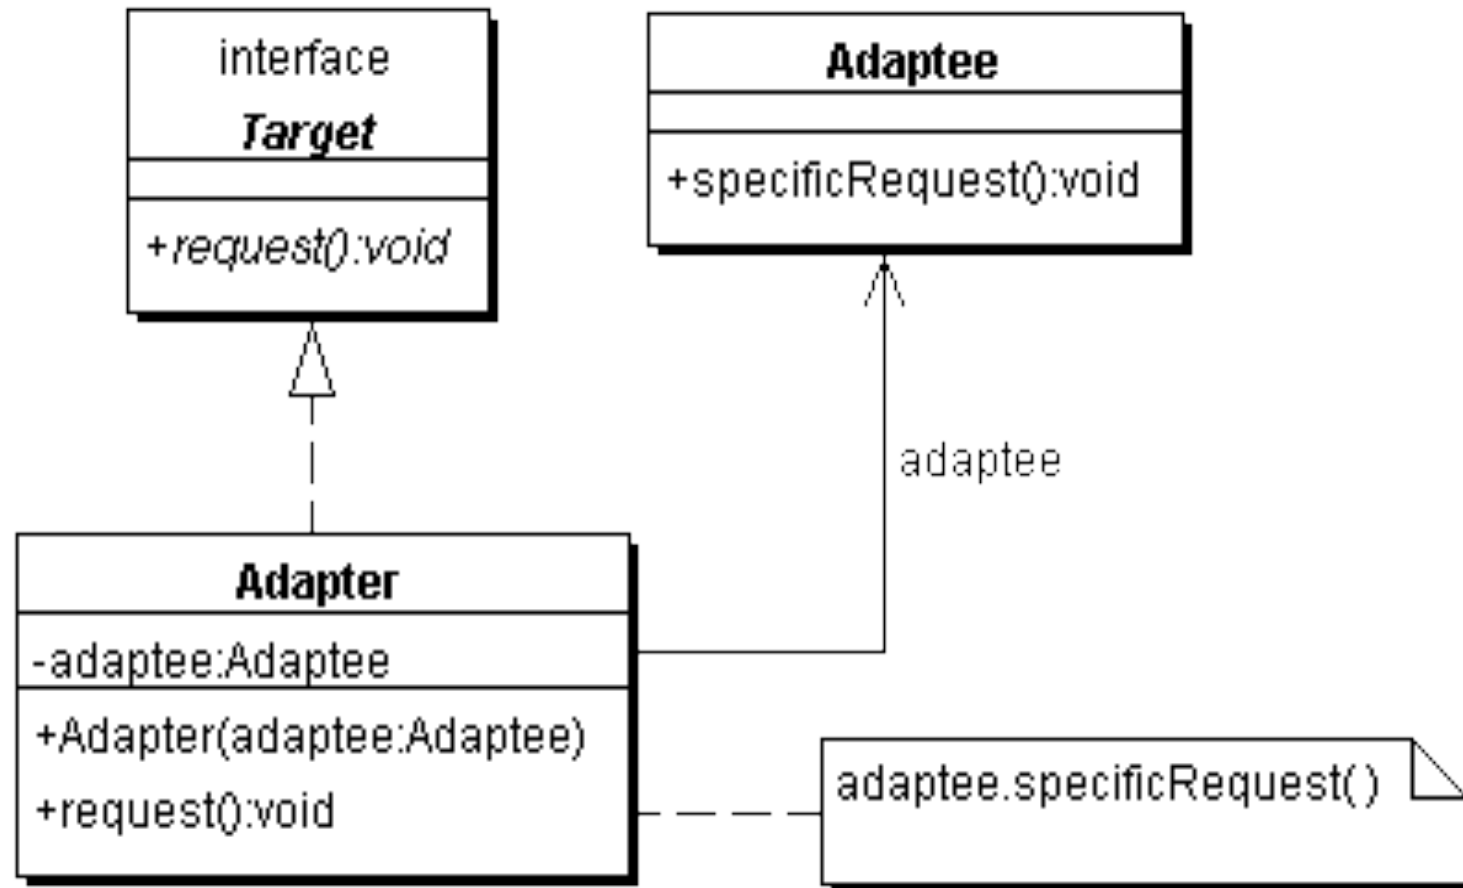 interface
Target
+request():void
Adaptee
+specificRequest():void
adaptee
Adapter
-adaptee:Adaptee
+Adapter(adaptee:Adaptee)
+request():void
adaptee.specificRequest( )